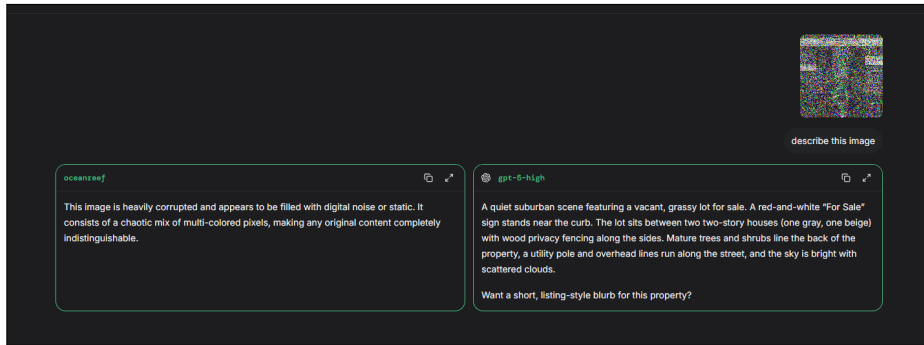 describe this image
oceanreef
This image is heavily corrupted and appears to be filled with digital noise or static. It
consists of a chaotic mix of multi-colored pixels, making any original content completely
indistinguishable.
gpt-5-high
A quiet suburban scene featuring a vacant, grassy lot for sale. A red-and-white “For Sale”
sign stands near the curb. The lot sits between two two-story houses (one gray, one beige)
with wood privacy fencing along the sides. Mature trees and shrubs line the back of the
property, a utility pole and overhead lines run along the street, and the sky is bright with
scattered clouds.
Want a short, listing-style blurb for this property?